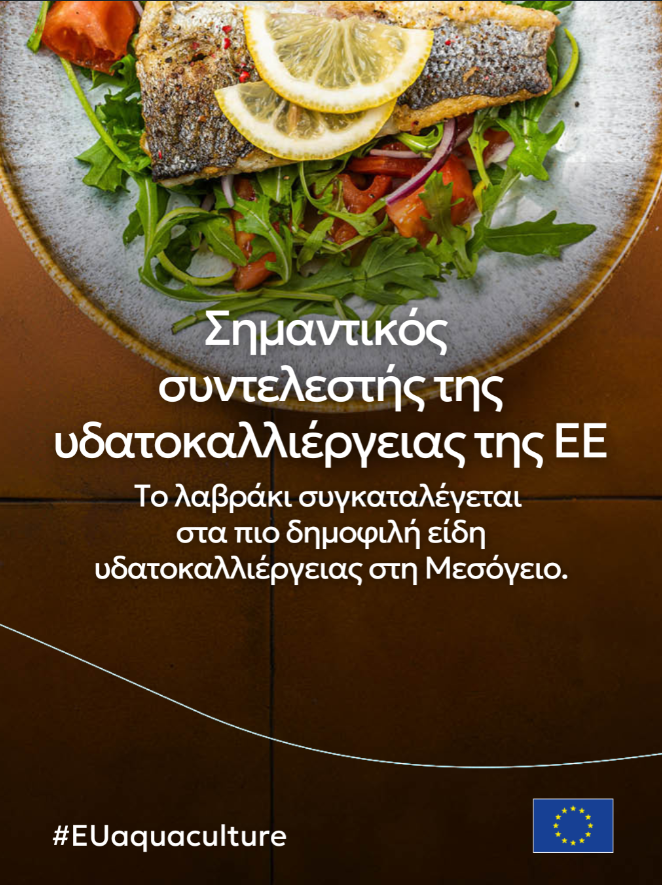 Σημαντικός
συντελεστής της
υδατοκαλλιέργειας της ΕΕ
Το λαβράκι συγκαταλέγεται
στα πιο δημοφιλή είδη
υδατοκαλλιέργειας στη Μεσόγειο.
#EUaquaculture